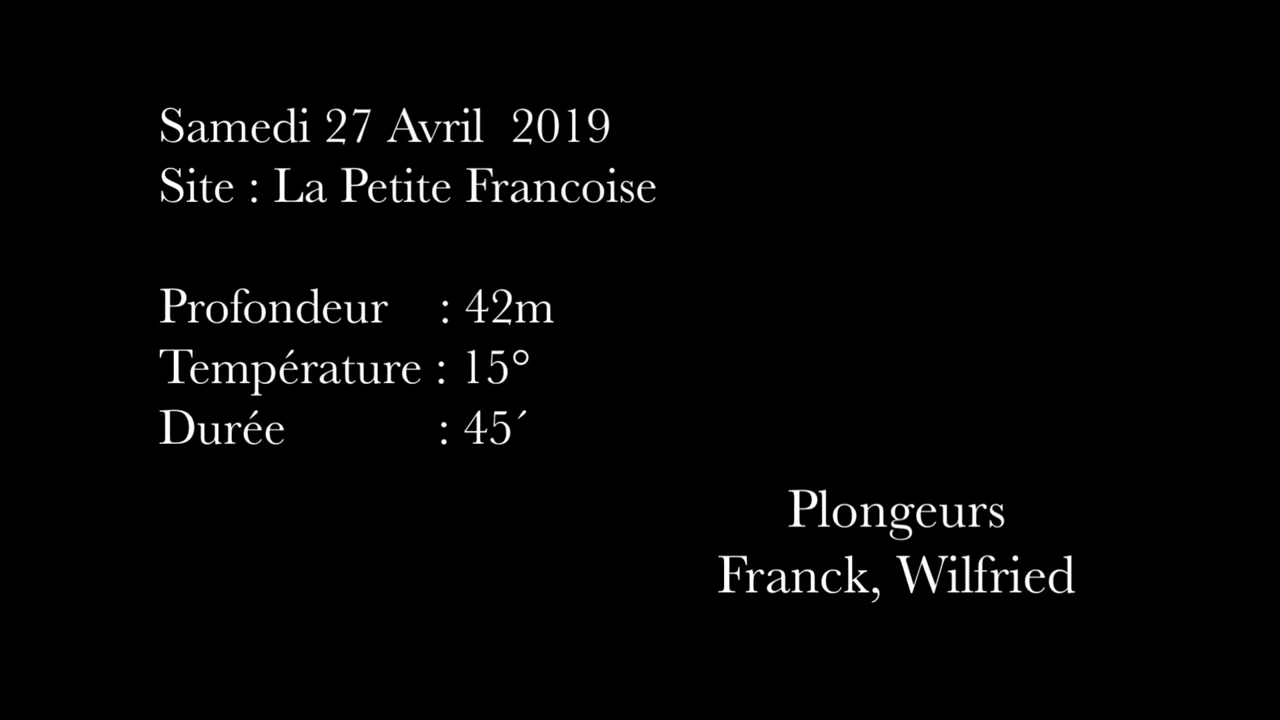 Samedi 27 Avril  2019
Site : La Petite Francoise
Profondeur    : 42m
Température : 15°
Durée             : 45´
Plongeurs
Franck, Wilfried